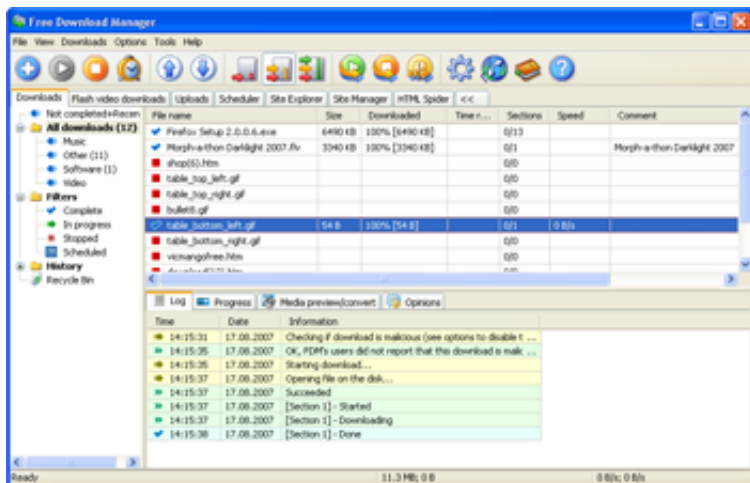 Free Download Manager
File View Downloads Options Tools Help
Downloads Flash video downloads Uploads Scheduler Site Explorer Site Manager HTML Spider <<
Not completed+Recen
All downloads (12)
Music
Other (11)
Software (1)
Video
Filters
Complete
In progress
Stopped
Scheduled
History
Recycle Bin
File name Size Downloaded Time r... Sections Speed Comment
Firefox Setup 2.0.0.6.exe 6490 KB 100% [6490 KB] 0/13
Morph-a-thon Darklight 2007.flv 3340 KB 100% [3340 KB] 0/1 Morph-a-thon Darklight 2007
shop(6).htm 0/0
table_top_left.gif 0/0
table_top_right.gif 0/0
bullet8.gif 0/0
table_bottom_left.gif 54 B 100% [54 B] 0/1 0 B/s
table_bottom_right.gif 0/0
vicmangofree.htm 0/0
Log Progress Media preview/convert Opinions
Time Date Information
14:15:31 17.08.2007 Checking if download is malicious (see options to disable t ...
14:15:35 17.08.2007 OK, FDM's users did not report that this download is malic ...
14:15:35 17.08.2007 Starting download...
14:15:37 17.08.2007 Opening file on the disk...
14:15:37 17.08.2007 Succeeded
14:15:37 17.08.2007 [Section 1] - Started
14:15:37 17.08.2007 [Section 1] - Downloading
14:15:38 17.08.2007 [Section 1] - Done
Ready 11.3 MB; 0 B 0 B/s; 0 B/s